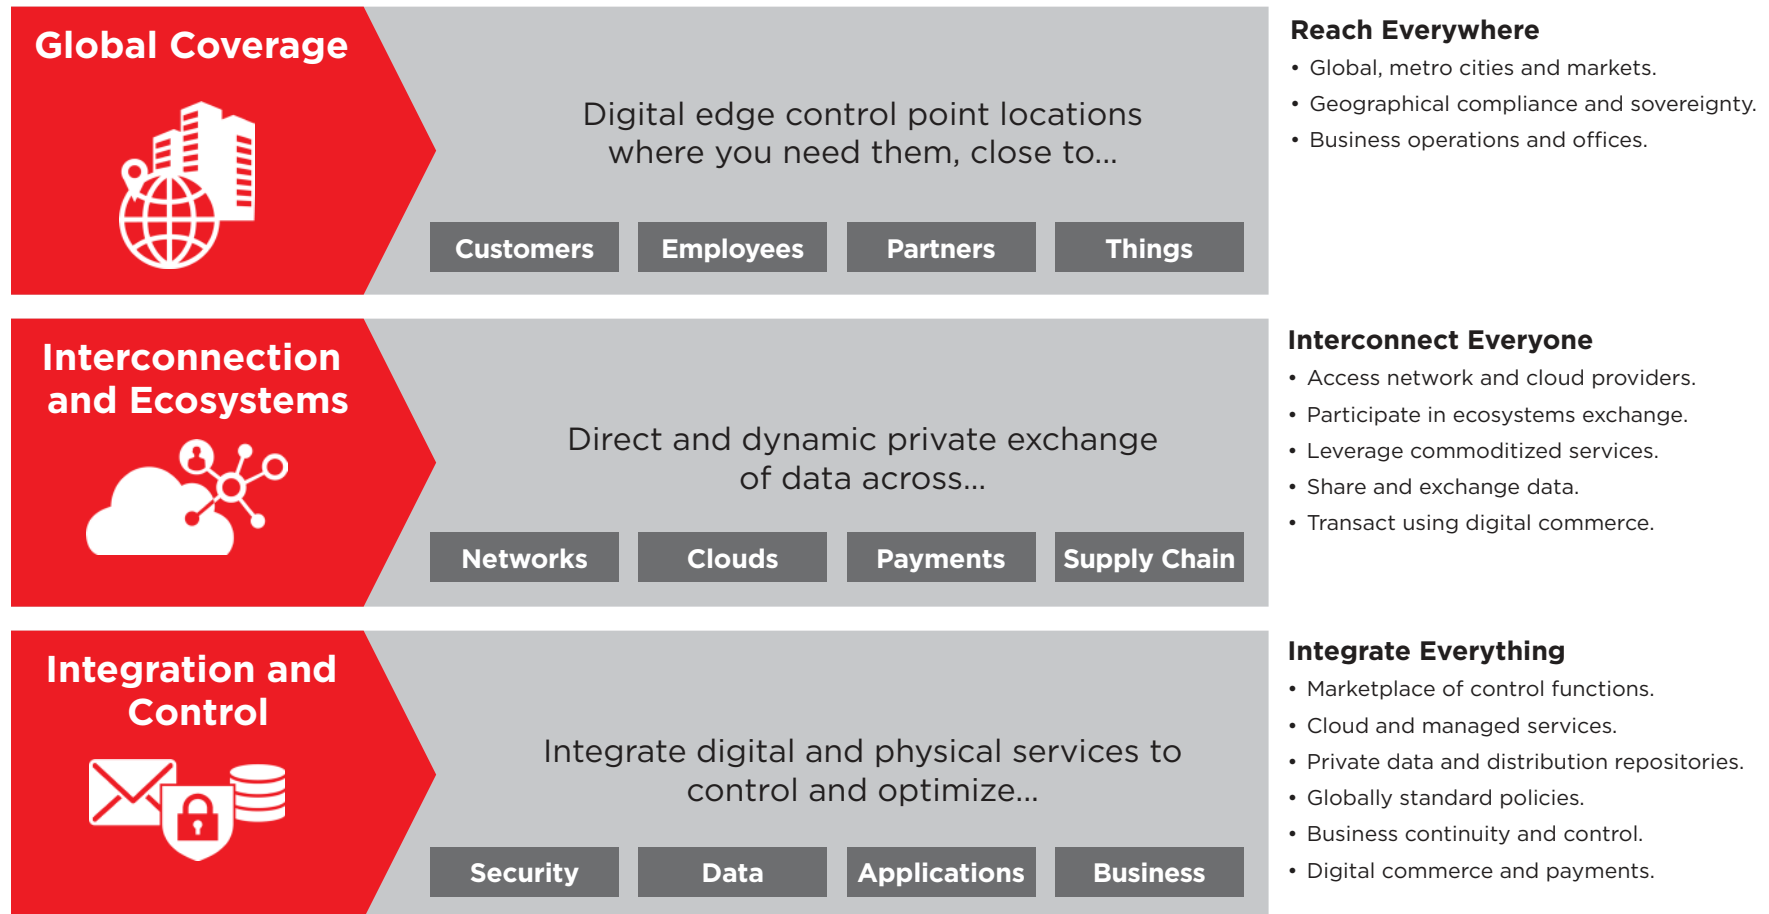 Global Coverage
Digital edge control point locations
where you need them, close to...
Customers
Employees
Partners
Things
Reach Everywhere
• Global, metro cities and markets.
• Geographical compliance and sovereignty.
• Business operations and offices.
Interconnection
and Ecosystems
Direct and dynamic private exchange
of data across...
Networks
Clouds
Payments
Supply Chain
Interconnect Everyone
• Access network and cloud providers.
• Participate in ecosystems exchange.
• Leverage commoditized services.
• Share and exchange data.
• Transact using digital commerce.
Integration and
Control
Integrate digital and physical services to
control and optimize...
Security
Data
Applications
Business
Integrate Everything
• Marketplace of control functions.
• Cloud and managed services.
• Private data and distribution repositories.
• Globally standard policies.
• Business continuity and control.
• Digital commerce and payments.